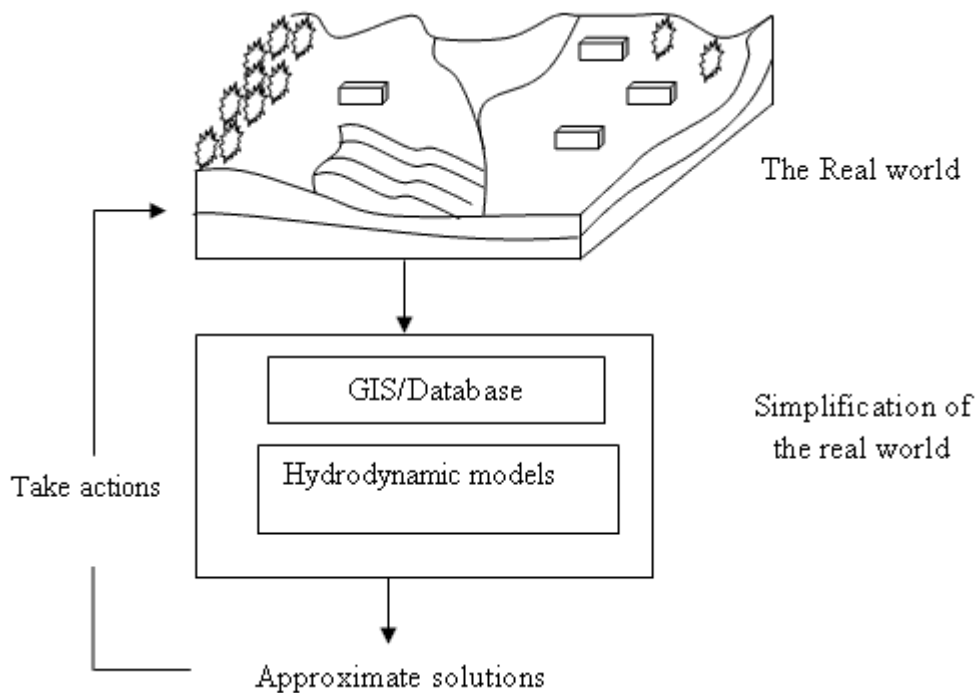 The Real world
GIS/Database
Simplification of
the real world
Hydrodynamic models
Take actions
Approximate solutions